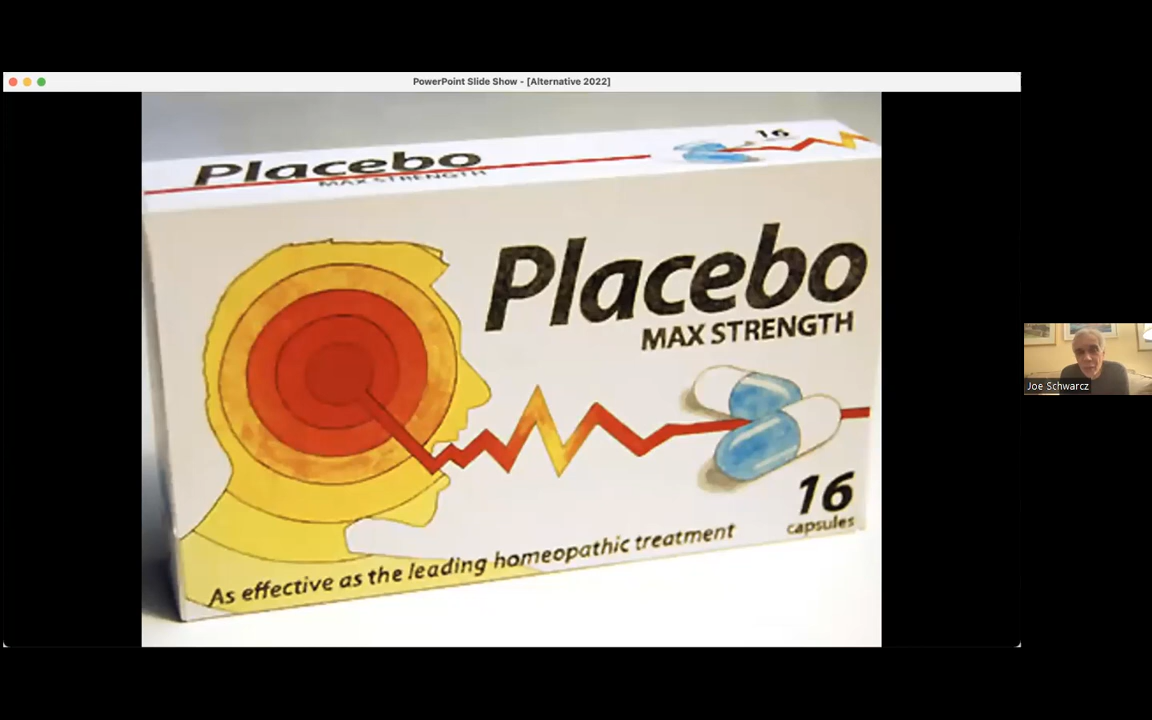 PowerPoint Slide Show - [Alternative 2022]
Placebo
MAX STRENGTH
16
Placebo
MAX STRENGTH
16
capsules
As effective as the leading homeopathic treatment
Joe Schwarcz